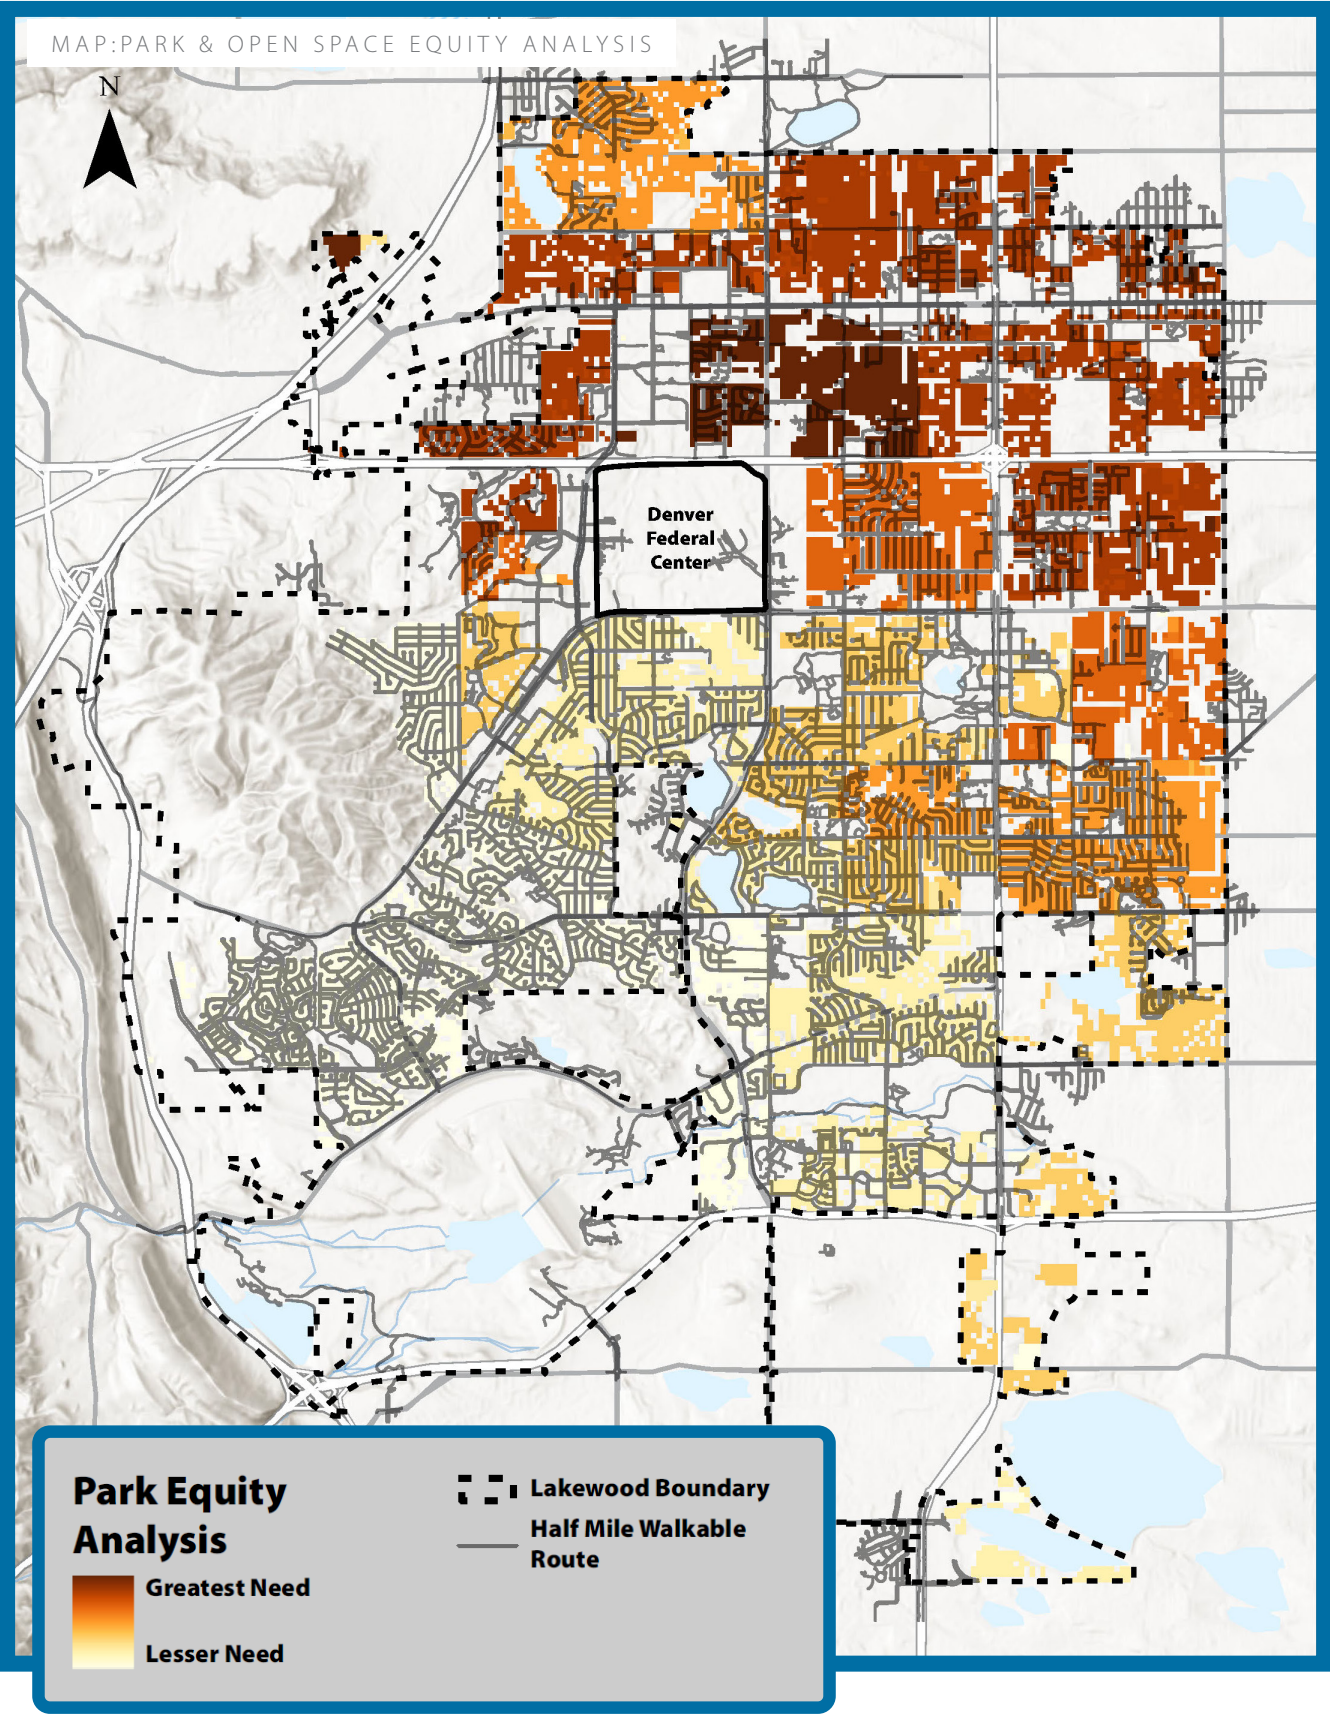 MAP:PARK & OPEN SPACE EQUITY ANALYSIS
N
Denver
Federal
Center
Park Equity
Analysis
Greatest Need
Lesser Need
Lakewood Boundary
Half Mile Walkable
Route